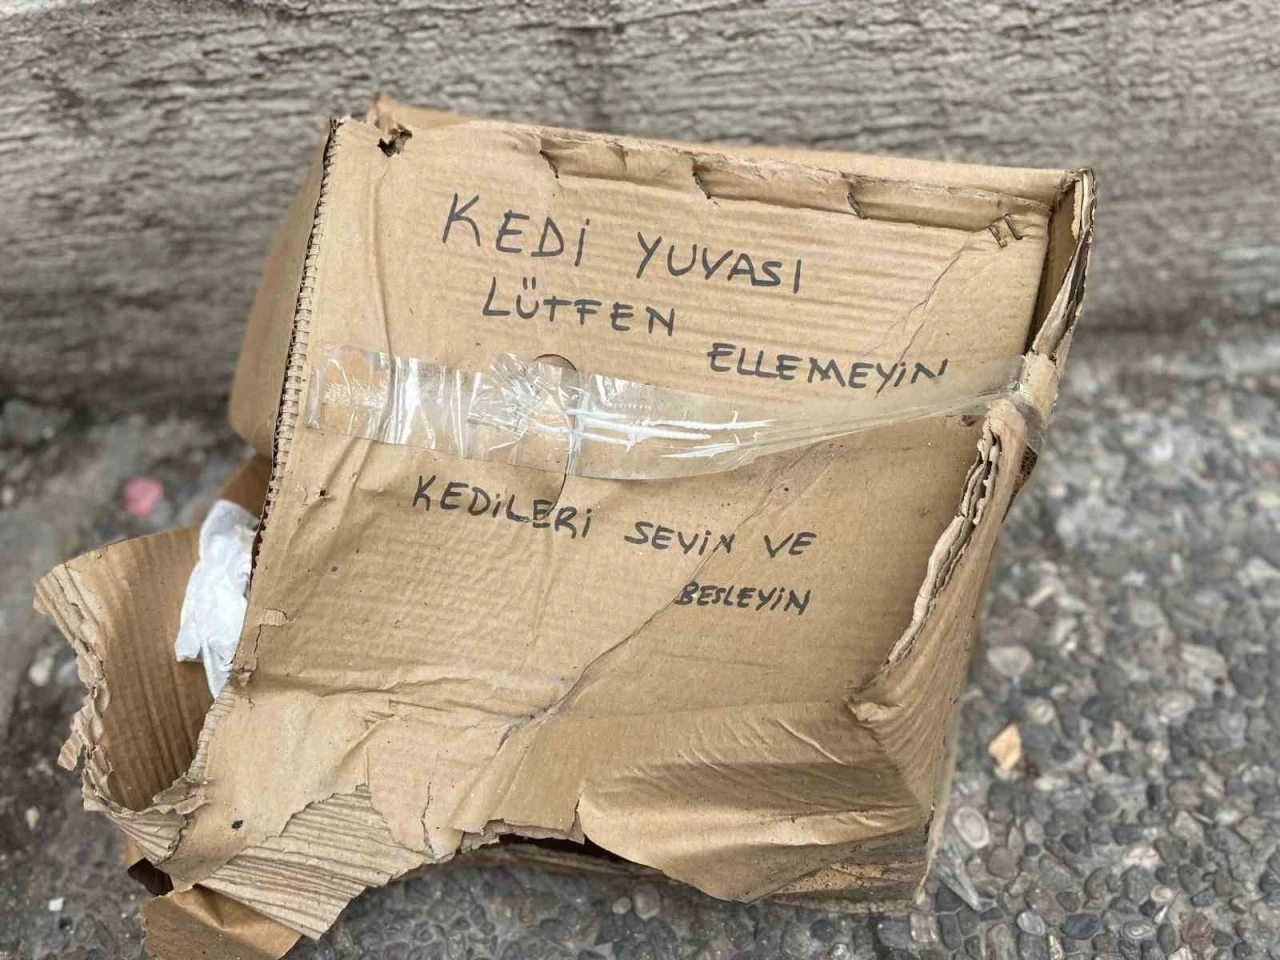 KEDİ YUVASI
LÜTFEN
ELLEMEYİN
KEDİLERİ SEVİN VE
BESLEYİN